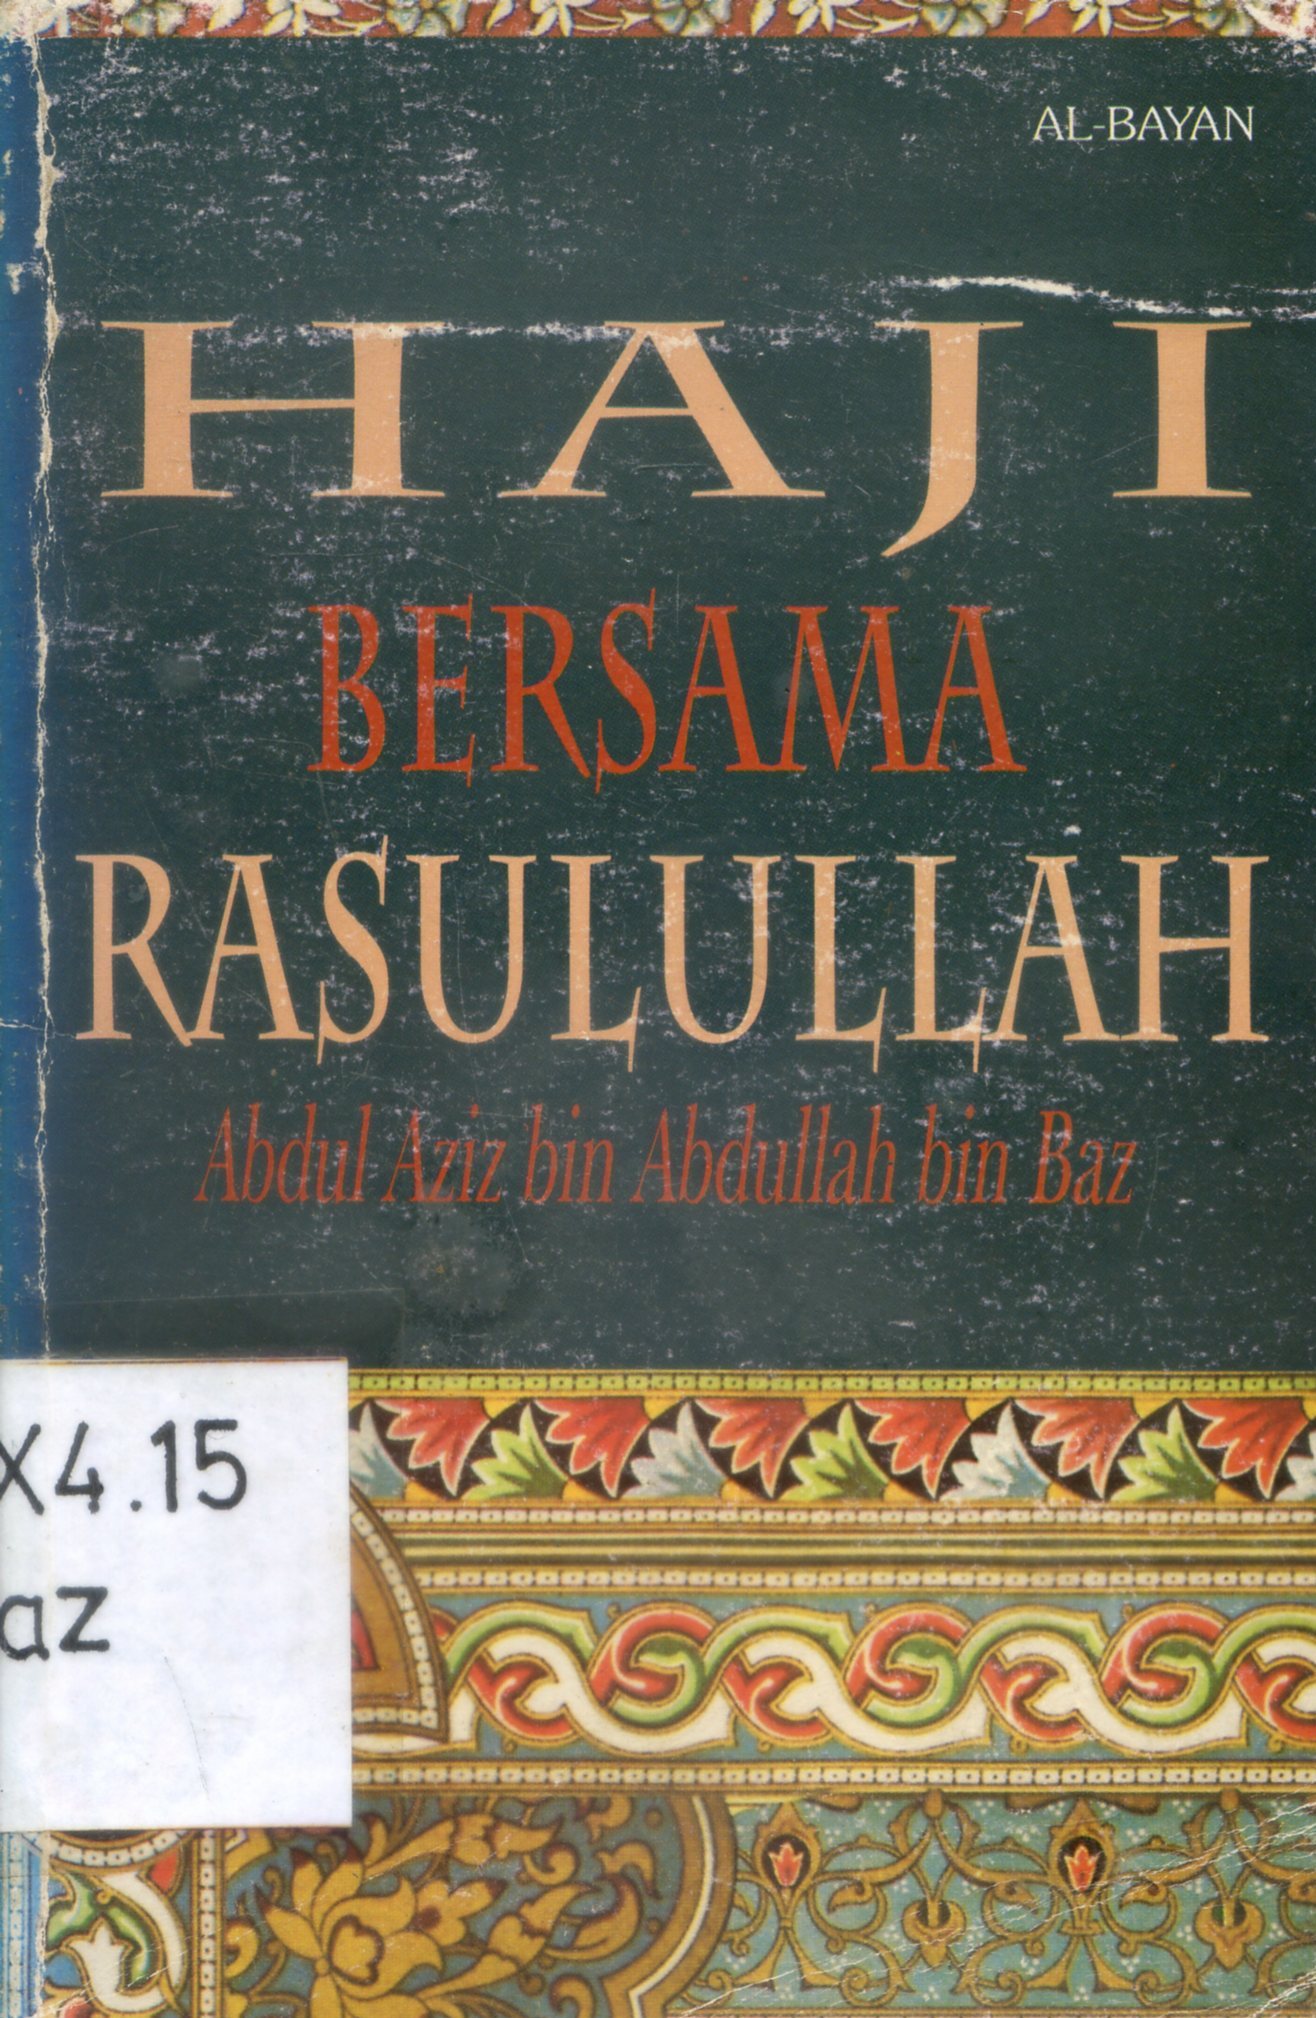 AL-BAYAN
HAJI
BERSAMA
RASULULLAH
Abdul Aziz bin Abdullah bin Baz
X4.15
az